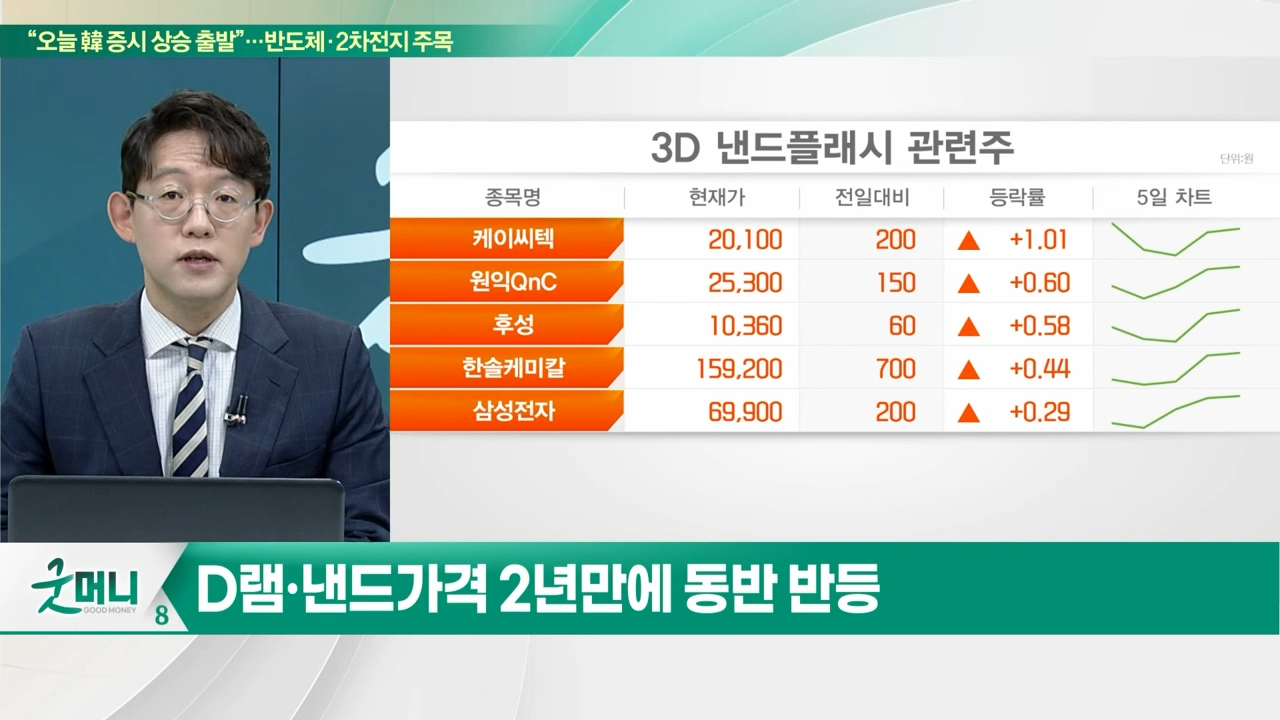 “오늘 韓 증시 상승 출발”…반도체·2차전지 주목
3D 낸드플래시 관련주
단위:원
종목명 현재가 전일대비 등락률 5일 차트
케이씨텍 20,100 200 ▲ +1.01
원익QnC 25,300 150 ▲ +0.60
후성 10,360 60 ▲ +0.58
한솔케미칼 159,200 700 ▲ +0.44
삼성전자 69,900 200 ▲ +0.29
굿머니
GOOD MONEY
8
D램·낸드가격 2년만에 동반 반등